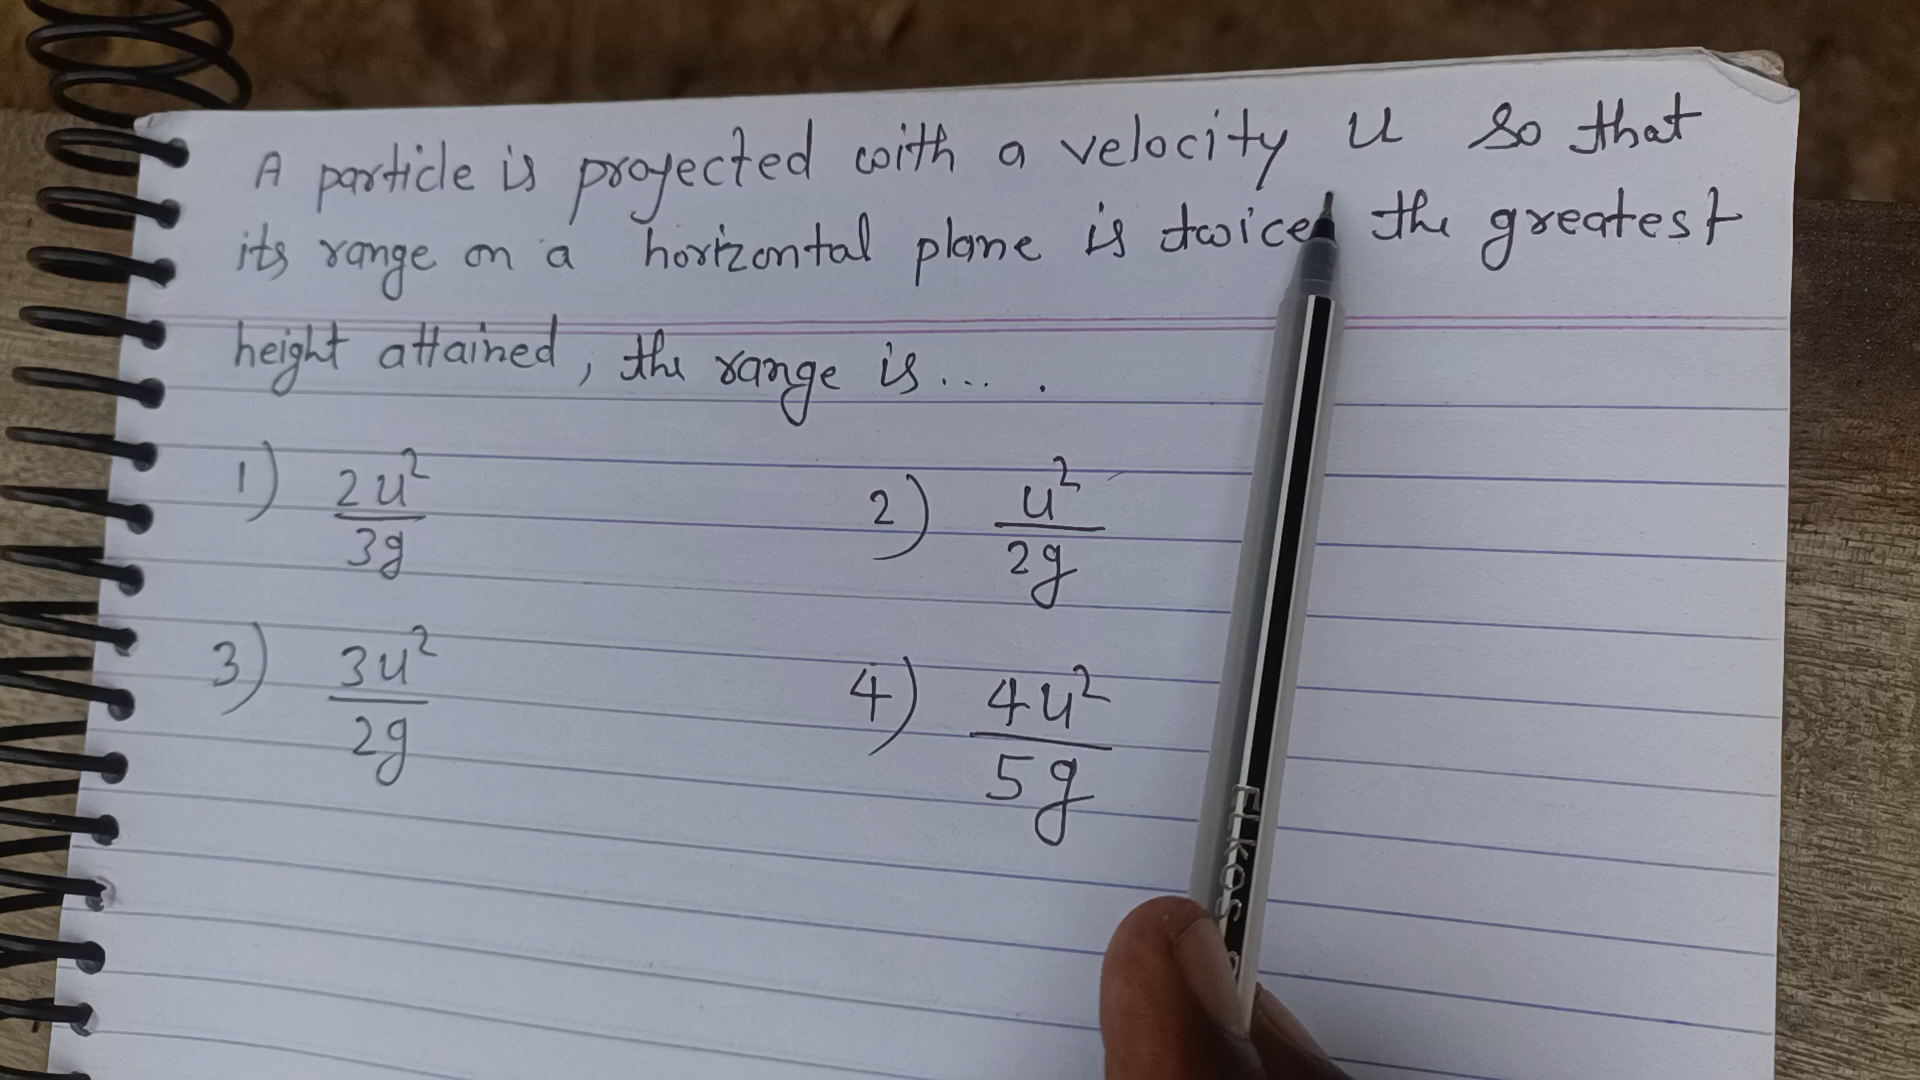 A particle is projected with a velocity u so that
its range on a horizontal plane is twice the greatest
height attained, the range is... .
1) 2u²/3g 2) u²/2g
3) 3u²/2g 4) 4u²/5g
ELKOS